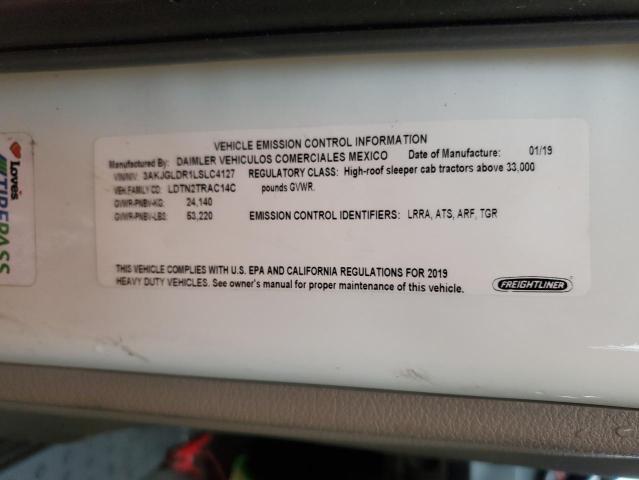 VEHICLE EMISSION CONTROL INFORMATION
Manufactured By: DAIMLER VEHICULOS COMERCIALES MEXICO Date of Manufacture: 01/19
VIN/NIV: 3AKJGLDR1LSLC4127 REGULATORY CLASS: High-roof sleeper cab tractors above 33,000
VEH.FAMILY CD: LDTN2TRAC14C pounds GVWR.
GVWR-PNBV-KG: 24,140
GVWR-PNBV-LBS: 53,220 EMISSION CONTROL IDENTIFIERS: LRRA, ATS, ARF, TGR
THIS VEHICLE COMPLIES WITH U.S. EPA AND CALIFORNIA REGULATIONS FOR 2019
HEAVY DUTY VEHICLES. See owner's manual for proper maintenance of this vehicle.
FREIGHTLINER
Love's
TIREPASS